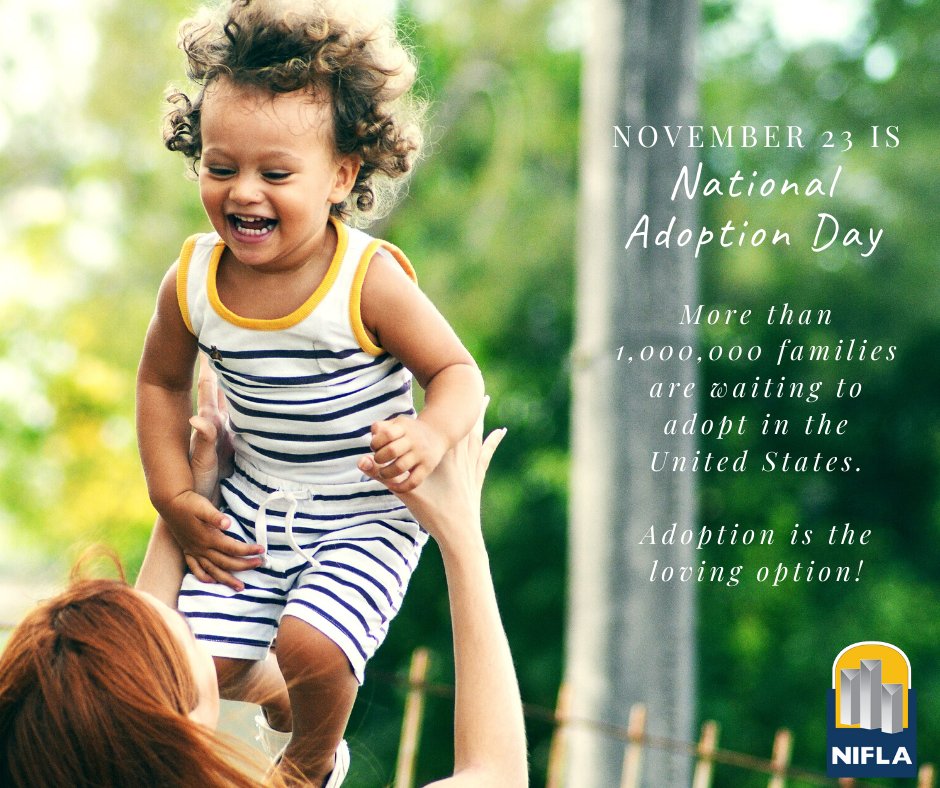 NOVEMBER 23 IS
National
Adoption Day
More than
1,000,000 families
are waiting to
adopt in the
United States.
Adoption is the
loving option!
NIFLA